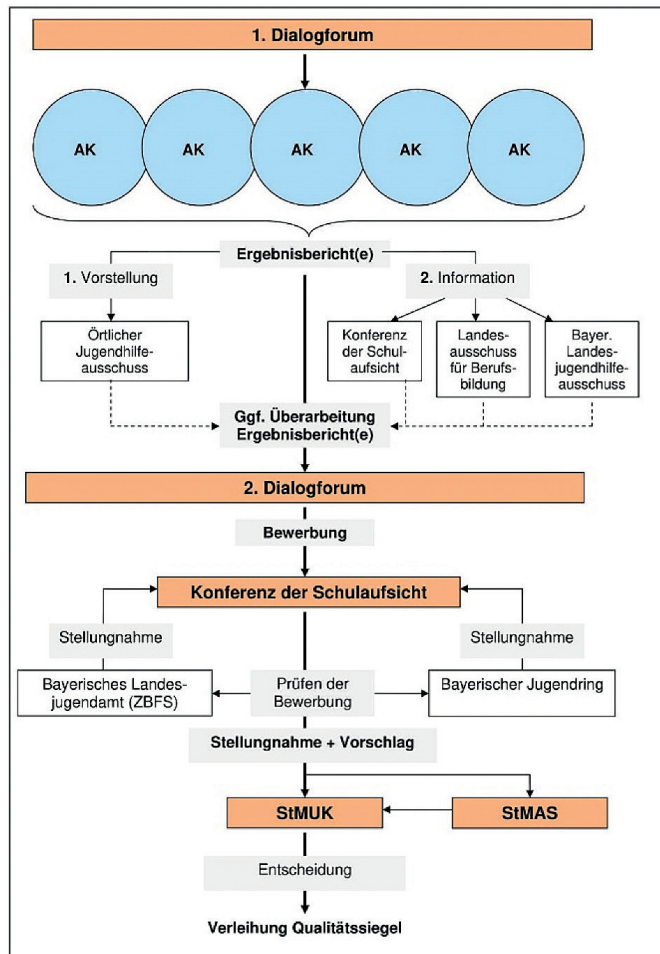 1. Dialogforum
AK
AK
AK
AK
AK
Ergebnisbericht(e)
1. Vorstellung
2. Information
Örtlicher
Jugendhilfe-
ausschuss
Konferenz
der Schul-
aufsicht
Landes-
ausschuss
für Berufs-
bildung
Bayer.
Landes-
jugendhilfe-
ausschuss
Ggf. Überarbeitung
Ergebnisbericht(e)
2. Dialogforum
Bewerbung
Konferenz der Schulaufsicht
Stellungnahme
Stellungnahme
Bayerisches Landes-
jugendamt (ZBFS)
Prüfen der
Bewerbung
Bayerischer Jugendring
Stellungnahme + Vorschlag
StMUK
StMAS
Entscheidung
Verleihung Qualitätssiegel